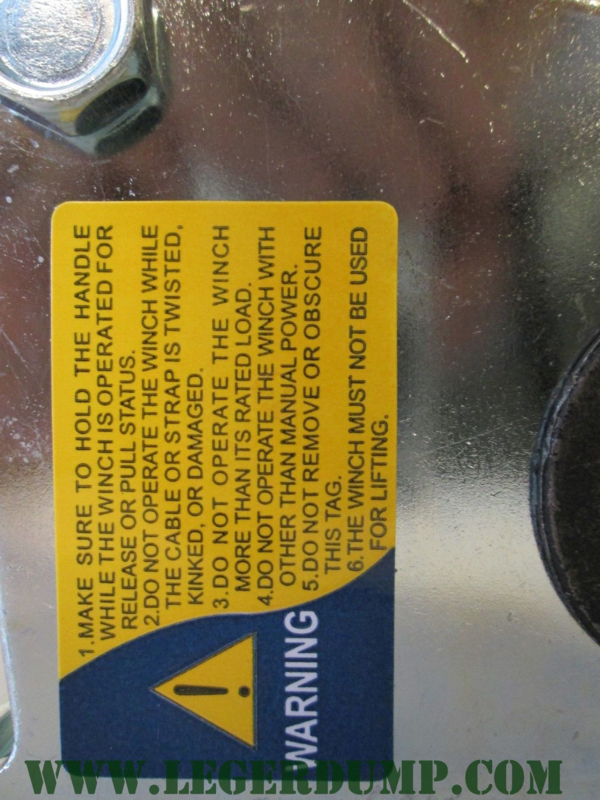 WARNING
1.MAKE SURE TO HOLD THE HANDLE
WHILE THE WINCH IS OPERATED FOR
RELEASE OR PULL STATUS.
2.DO NOT OPERATE THE WINCH WHILE
THE CABLE OR STRAP IS TWISTED,
KINKED, OR DAMAGED.
3.DO NOT OPERATE THE WINCH
MORE THAN ITS RATED LOAD.
4.DO NOT OPERATE THE WINCH WITH
OTHER THAN MANUAL POWER.
5.DO NOT REMOVE OR OBSCURE
THIS TAG.
6.THE WINCH MUST NOT BE USED
FOR LIFTING.
WWW.LEGERDUMP.COM